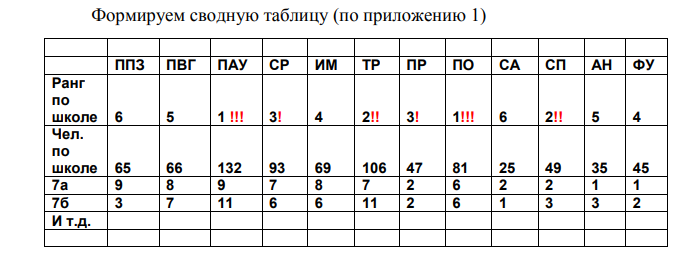 Формируем сводную таблицу (по приложению 1)
ППЗ ПВГ ПАУ СР ИМ ТР ПР ПО СА СП АН ФУ
Ранг
по
школе 6 5 1 !!! 3! 4 2!! 3! 1!!! 6 2!! 5 4
Чел.
по
школе 65 66 132 93 69 106 47 81 25 49 35 45
7а 9 8 9 7 8 7 2 6 2 2 1 1
7б 3 7 11 6 6 11 2 6 1 3 3 2
И т.д.